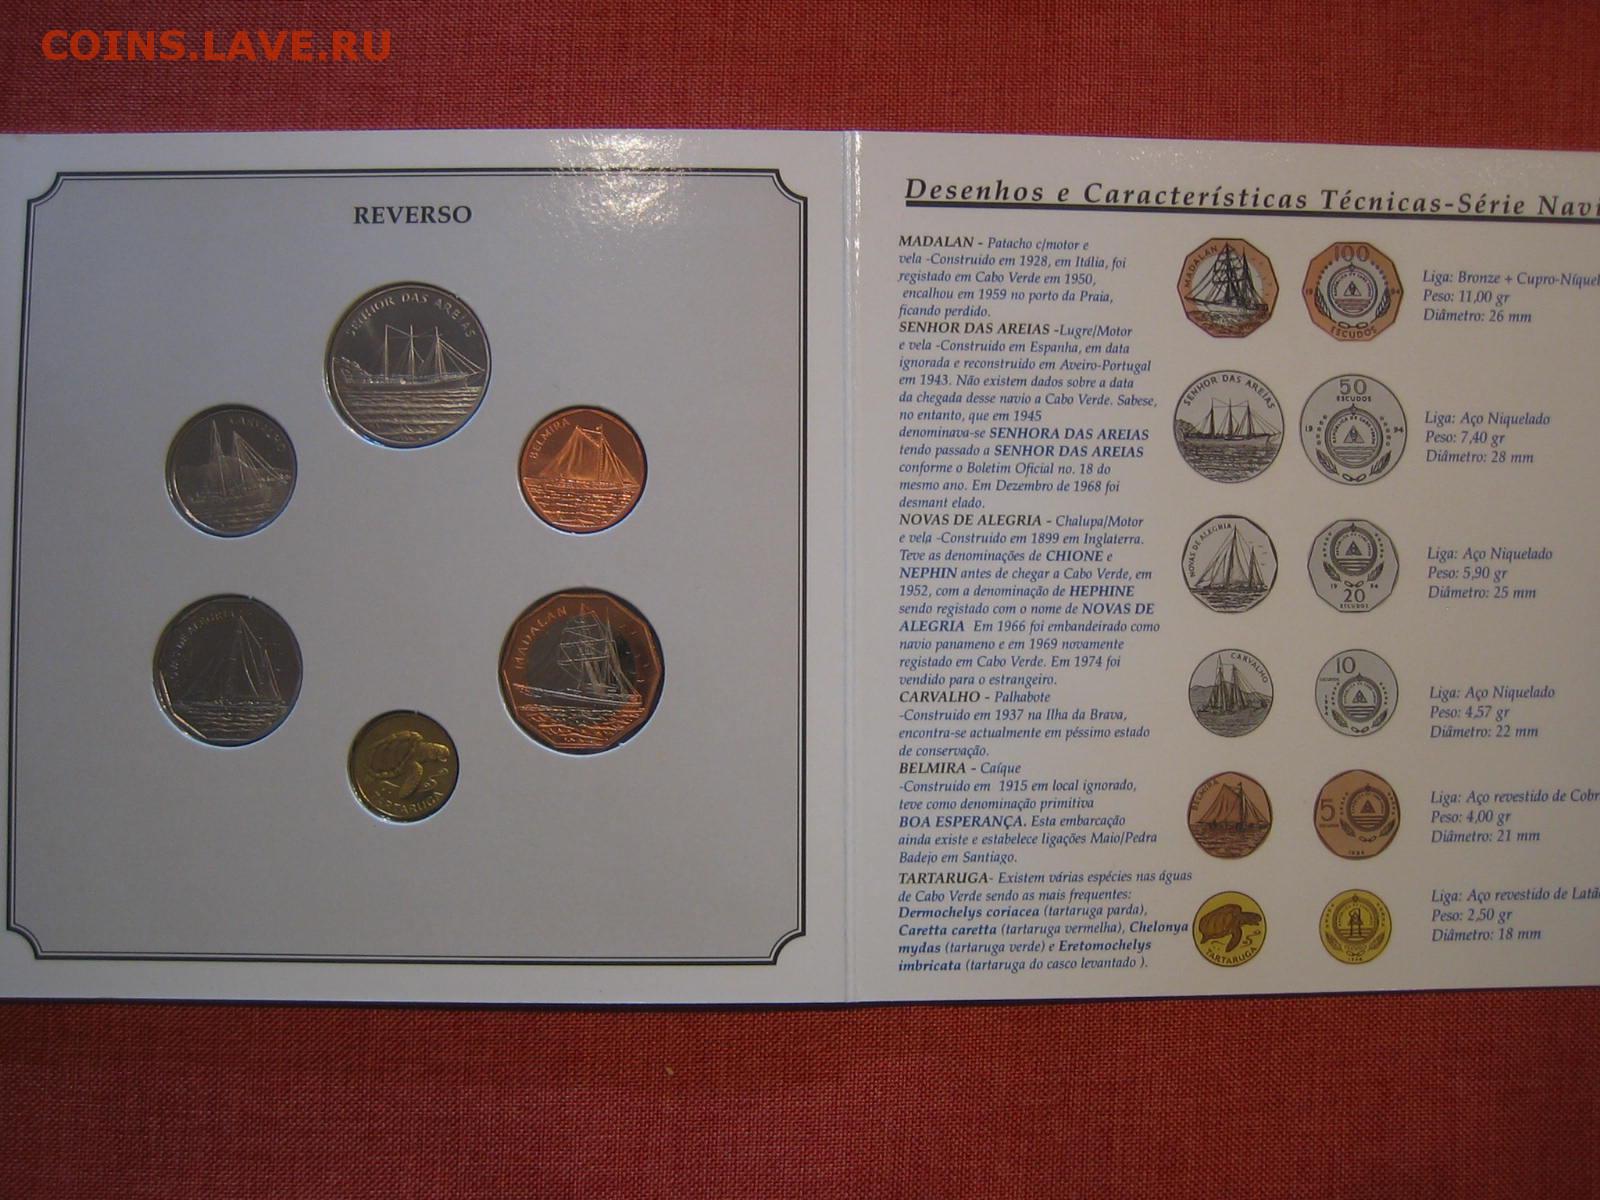 COINS.LAVE.RU
REVERSO
SENHOR DAS AREIAS
CARVALHO
BELMIRA
MADALAN
TARTARUGA
Desenhos e Características Técnicas-Série
MADALAN - Patacho c/motor e
vela -Construido em 1928, em Itália, foi
registado em Cabo Verde em 1950,
encalhou em 1959 no porto da Praia,
ficando perdido.
SENHOR DAS AREIAS -Lugre/Motor
e vela -Construido em Espanha, em data
ignorada e reconstruido em Aveiro-Portugal
em 1943. Não existem dados sobre a data
da chegada desse navio a Cabo Verde. Sabese,
no entanto, que em 1945
denominava-se SENHORA DAS AREIAS
tendo passado a SENHOR DAS AREIAS
conforme o Boletim Oficial no. 18 do
mesmo ano. Em Dezembro de 1968 foi
desmant elado.
NOVAS DE ALEGRIA - Chalupa/Motor
e vela -Construido em 1899 em Inglaterra.
Teve as denominações de CHIONE e
NEPHIN antes de chegar a Cabo Verde, em
1952, com a denominação de HEPHINE
sendo registado com o nome de NOVAS DE
ALEGRIA Em 1966 foi embandeirado como
navio panameno e em 1969 novamente
registado em Cabo Verde. Em 1974 foi
vendido para o estrangeiro.
CARVALHO - Palhabote
-Construido em 1937 na Ilha da Brava,
encontra-se actualmente em péssimo estado
de conservação.
BELMIRA - Caíque
-Construido em 1915 em local ignorado,
teve como denominação primitiva
BOA ESPERANÇA. Esta embarcação
ainda existe e estabelece ligações Maio/Pedra
Badejo em Santiago.
TARTARUGA- Existem várias espécies nas águas
de Cabo Verde sendo as mais frequentes:
Dermochelys coriacea (tartaruga parda),
Caretta caretta (tartaruga vermelha), Chelonya
mydas (tartaruga verde) e Eretomochelys
imbricata (tartaruga do casco levantado ).
MADALAN
100
19 94
ESCUDOS
Liga: Bronze + Cupro-Níquel
Peso: 11,00 gr
Diâmetro: 26 mm
SENHOR DAS AREIAS
50
ESCUDOS
19 94
Liga: Aço Niquelado
Peso: 7,40 gr
Diâmetro: 28 mm
NOVAS DE ALEGRIA
19 94
20
ESCUDOS
Liga: Aço Niquelado
Peso: 5,90 gr
Diâmetro: 25 mm
CARVALHO
10
ESCUDOS
1994
Liga: Aço Niquelado
Peso: 4,57 gr
Diâmetro: 22 mm
BELMIRA
5
ESCUDOS
1994
Liga: Aço revestido de
Peso: 4,00 gr
Diâmetro: 21 mm
TARTARUGA
1994
Liga: Aço revestido de
Peso: 2,50 gr
Diâmetro: 18 mm